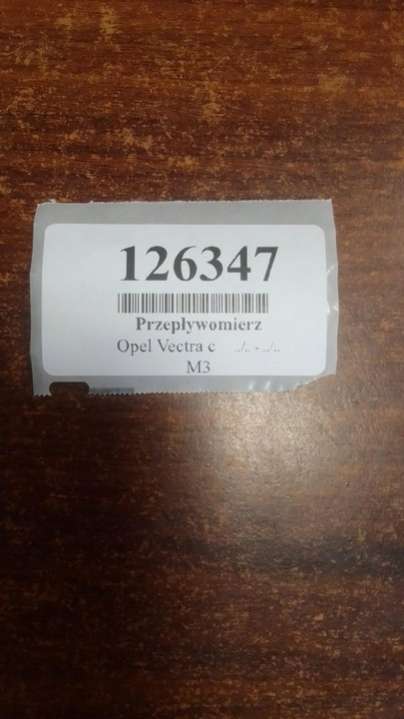 126347
Przepływomierz
Opel Vectra c ../.. - ../..
M3